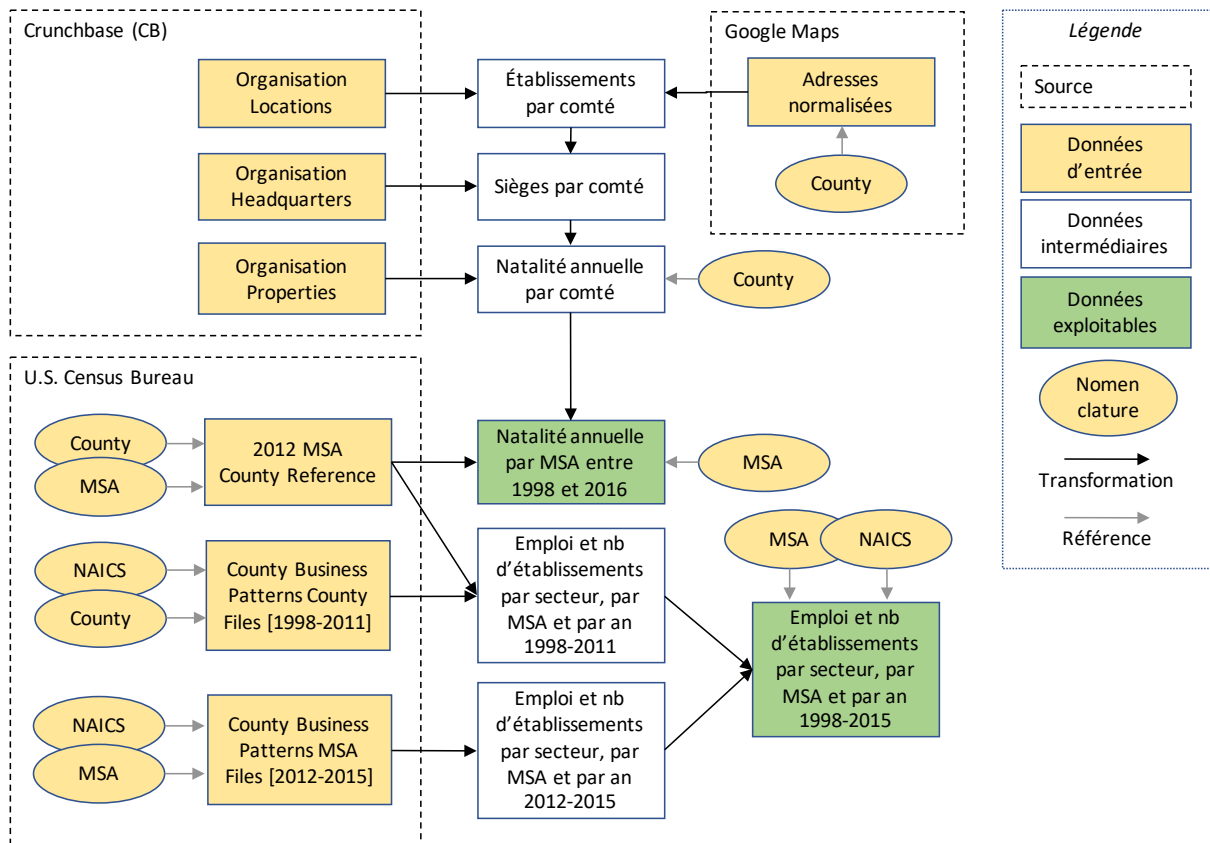 Crunchbase (CB)
Organisation
Locations
Organisation
Headquarters
Organisation
Properties
Établissements
par comté
Sièges par comté
Natalité annuelle
par comté
Google Maps
Adresses
normalisées
County
County
Légende
Source
Données
d'entrée
Données
intermédiaires
Données
exploitables
Nomen
clature
Transformation
Référence
U.S. Census Bureau
County
MSA
2012 MSA
County Reference
NAICS
County
County Business
Patterns County
Files [1998-2011]
NAICS
MSA
County Business
Patterns MSA
Files [2012-2015]
Natalité annuelle
par MSA entre
1998 et 2016
MSA
Emploi et nb
d'établissements
par secteur, par
MSA et par an
1998-2011
Emploi et nb
d'établissements
par secteur, par
MSA et par an
2012-2015
MSA
NAICS
Emploi et nb
d'établissements
par secteur, par
MSA et par an
1998-2015